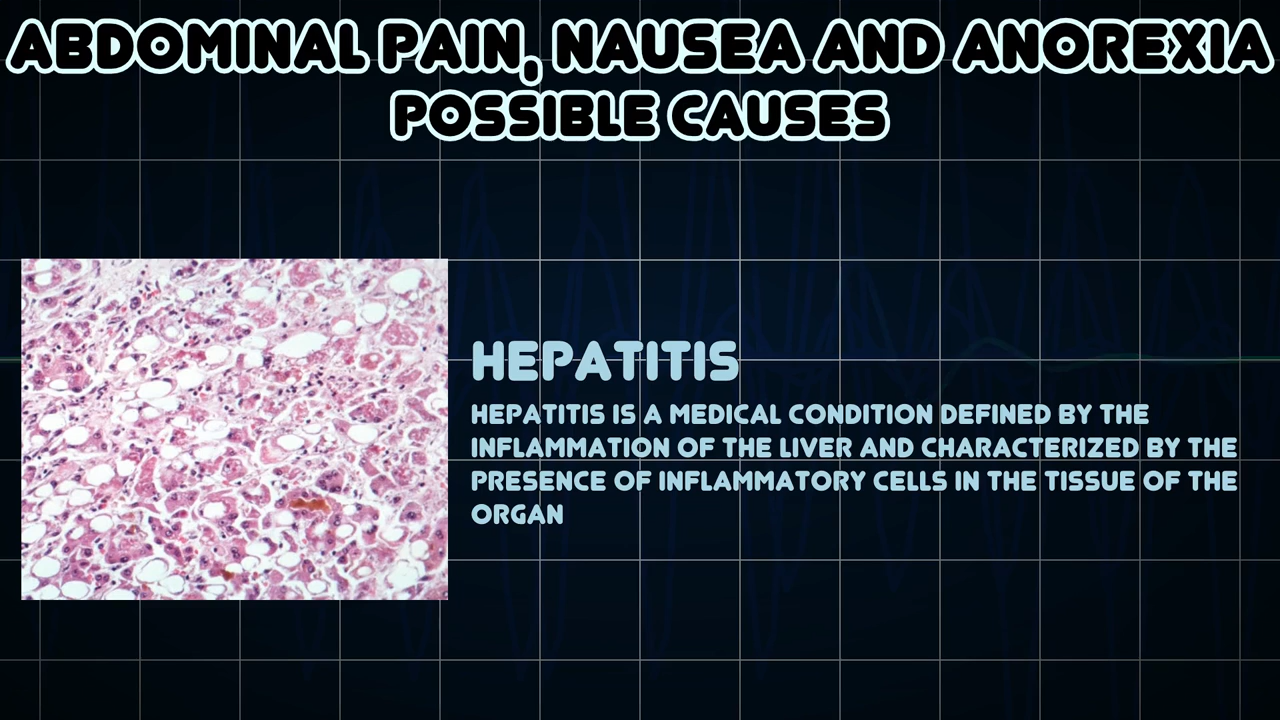 ABDOMINAL PAIN, NAUSEA AND ANOREXIA
POSSIBLE CAUSES
HEPATITIS
HEPATITIS IS A MEDICAL CONDITION DEFINED BY THE
INFLAMMATION OF THE LIVER AND CHARACTERIZED BY THE
PRESENCE OF INFLAMMATORY CELLS IN THE TISSUE OF THE
ORGAN